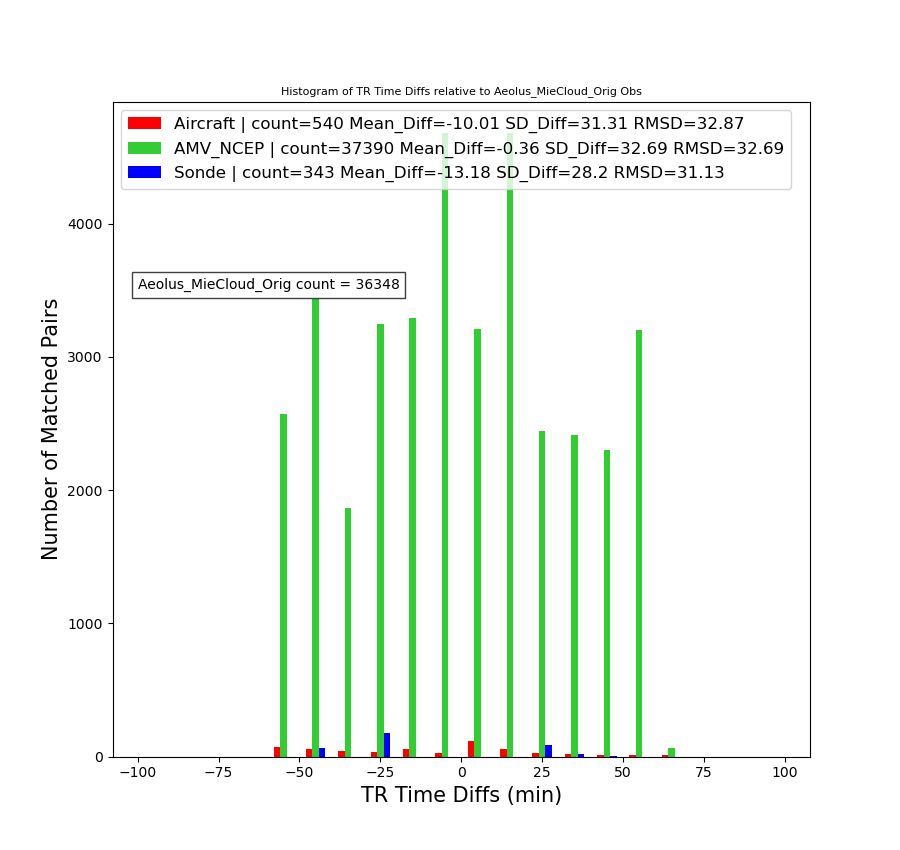 Histogram of TR Time Diffs relative to Aeolus_MieCloud_Orig Obs
Aircraft | count=540 Mean_Diff=-10.01 SD_Diff=31.31 RMSD=32.87
AMV_NCEP | count=37390 Mean_Diff=-0.36 SD_Diff=32.69 RMSD=32.69
Sonde | count=343 Mean_Diff=-13.18 SD_Diff=28.2 RMSD=31.13
Aeolus_MieCloud_Orig count = 36348
Number of Matched Pairs
4000
3000
2000
1000
0
−100 −75 −50 −25 0 25 50 75 100
TR Time Diffs (min)